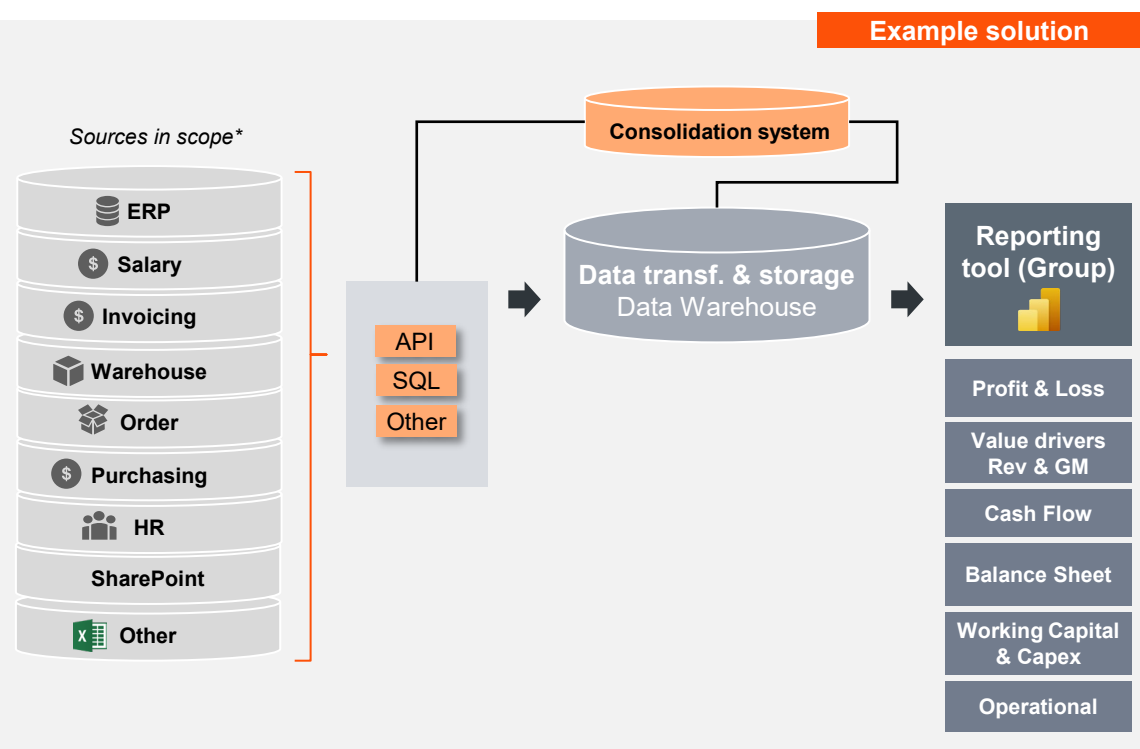 Example solution
Sources in scope*
ERP
Salary
Invoicing
Warehouse
Order
Purchasing
HR
SharePoint
Other
API
SQL
Other
Consolidation system
Data transf. & storage
Data Warehouse
Reporting
tool (Group)
Profit & Loss
Value drivers
Rev & GM
Cash Flow
Balance Sheet
Working Capital
& Capex
Operational